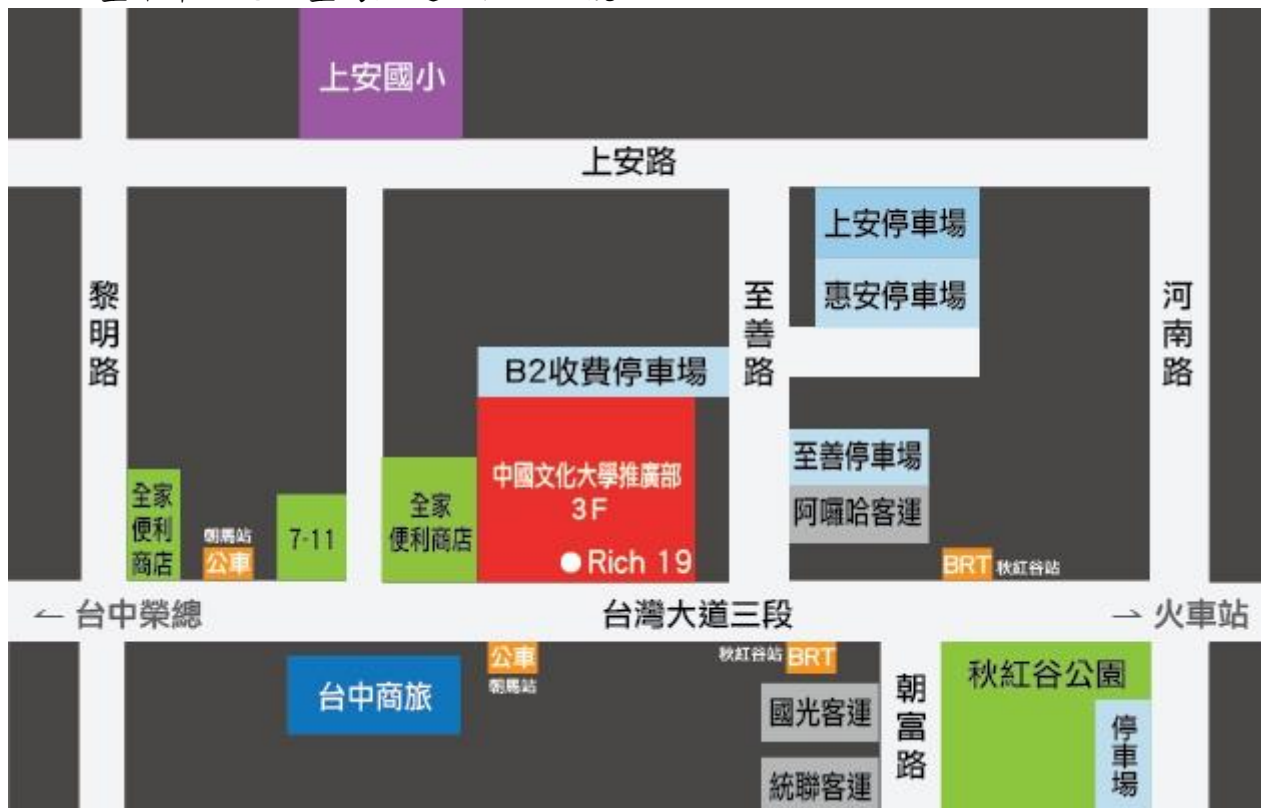 上安國小
上安路
上安停車場
惠安停車場
黎明路
至善路
河南路
B2收費停車場
中國文化大學推廣部
3F
Rich 19
至善停車場
阿囉哈客運
全家
便利
商店
朝馬站
公車
7-11
全家
便利商店
BRT 秋紅谷站
← 台中榮總
台灣大道三段
→ 火車站
公車
朝馬站
秋紅谷站 BRT
台中商旅
國光客運
統聯客運
朝富路
秋紅谷公園
停車場